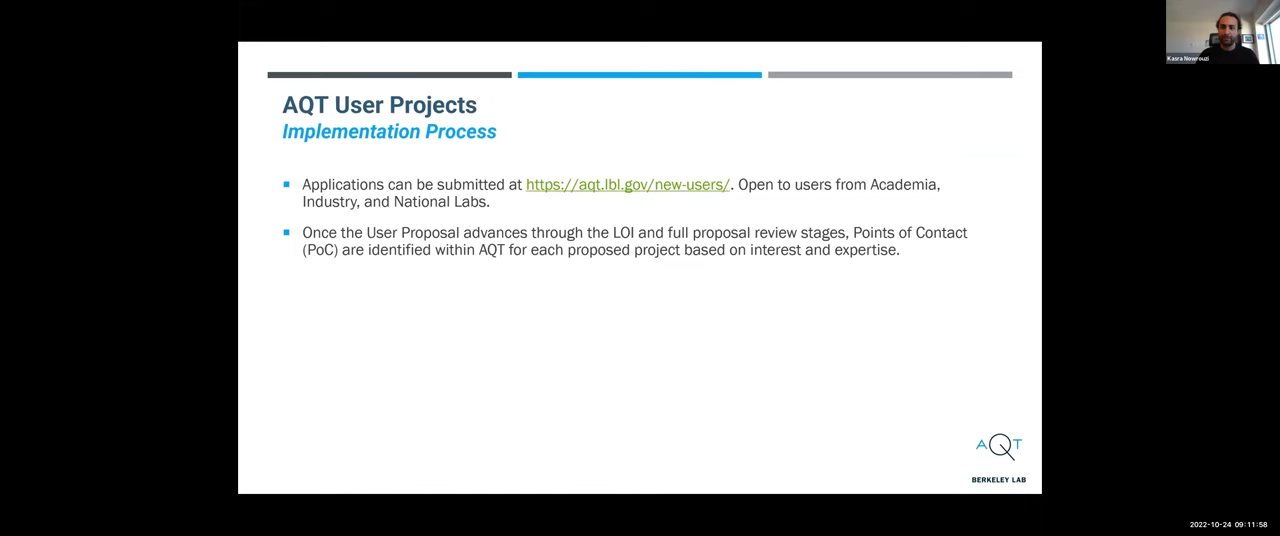 Kasra Nowrouzi
AQT User Projects
Implementation Process
Applications can be submitted at https://aqt.lbl.gov/new-users/. Open to users from Academia,
Industry, and National Labs.
Once the User Proposal advances through the LOI and full proposal review stages, Points of Contact
(PoC) are identified within AQT for each proposed project based on interest and expertise.
AQT
BERKELEY LAB
2022-10-24 09:11:58